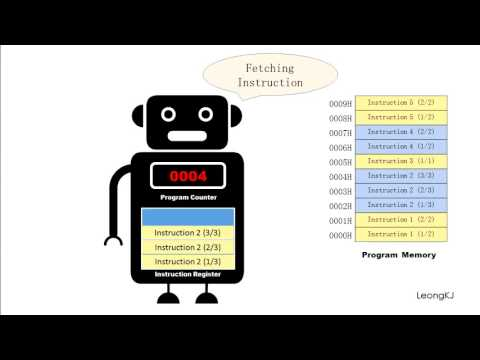 Fetching
Instruction
0004
Program Counter
Instruction 2 (3/3)
Instruction 2 (2/3)
Instruction 2 (1/3)
Instruction Register
0009H Instruction 5 (2/2)
0008H Instruction 5 (1/2)
0007H Instruction 4 (2/2)
0006H Instruction 4 (1/2)
0005H Instruction 3 (1/1)
0004H Instruction 2 (3/3)
0003H Instruction 2 (2/3)
0002H Instruction 2 (1/3)
0001H Instruction 1 (2/2)
0000H Instruction 1 (1/2)
Program Memory
LeongKJ